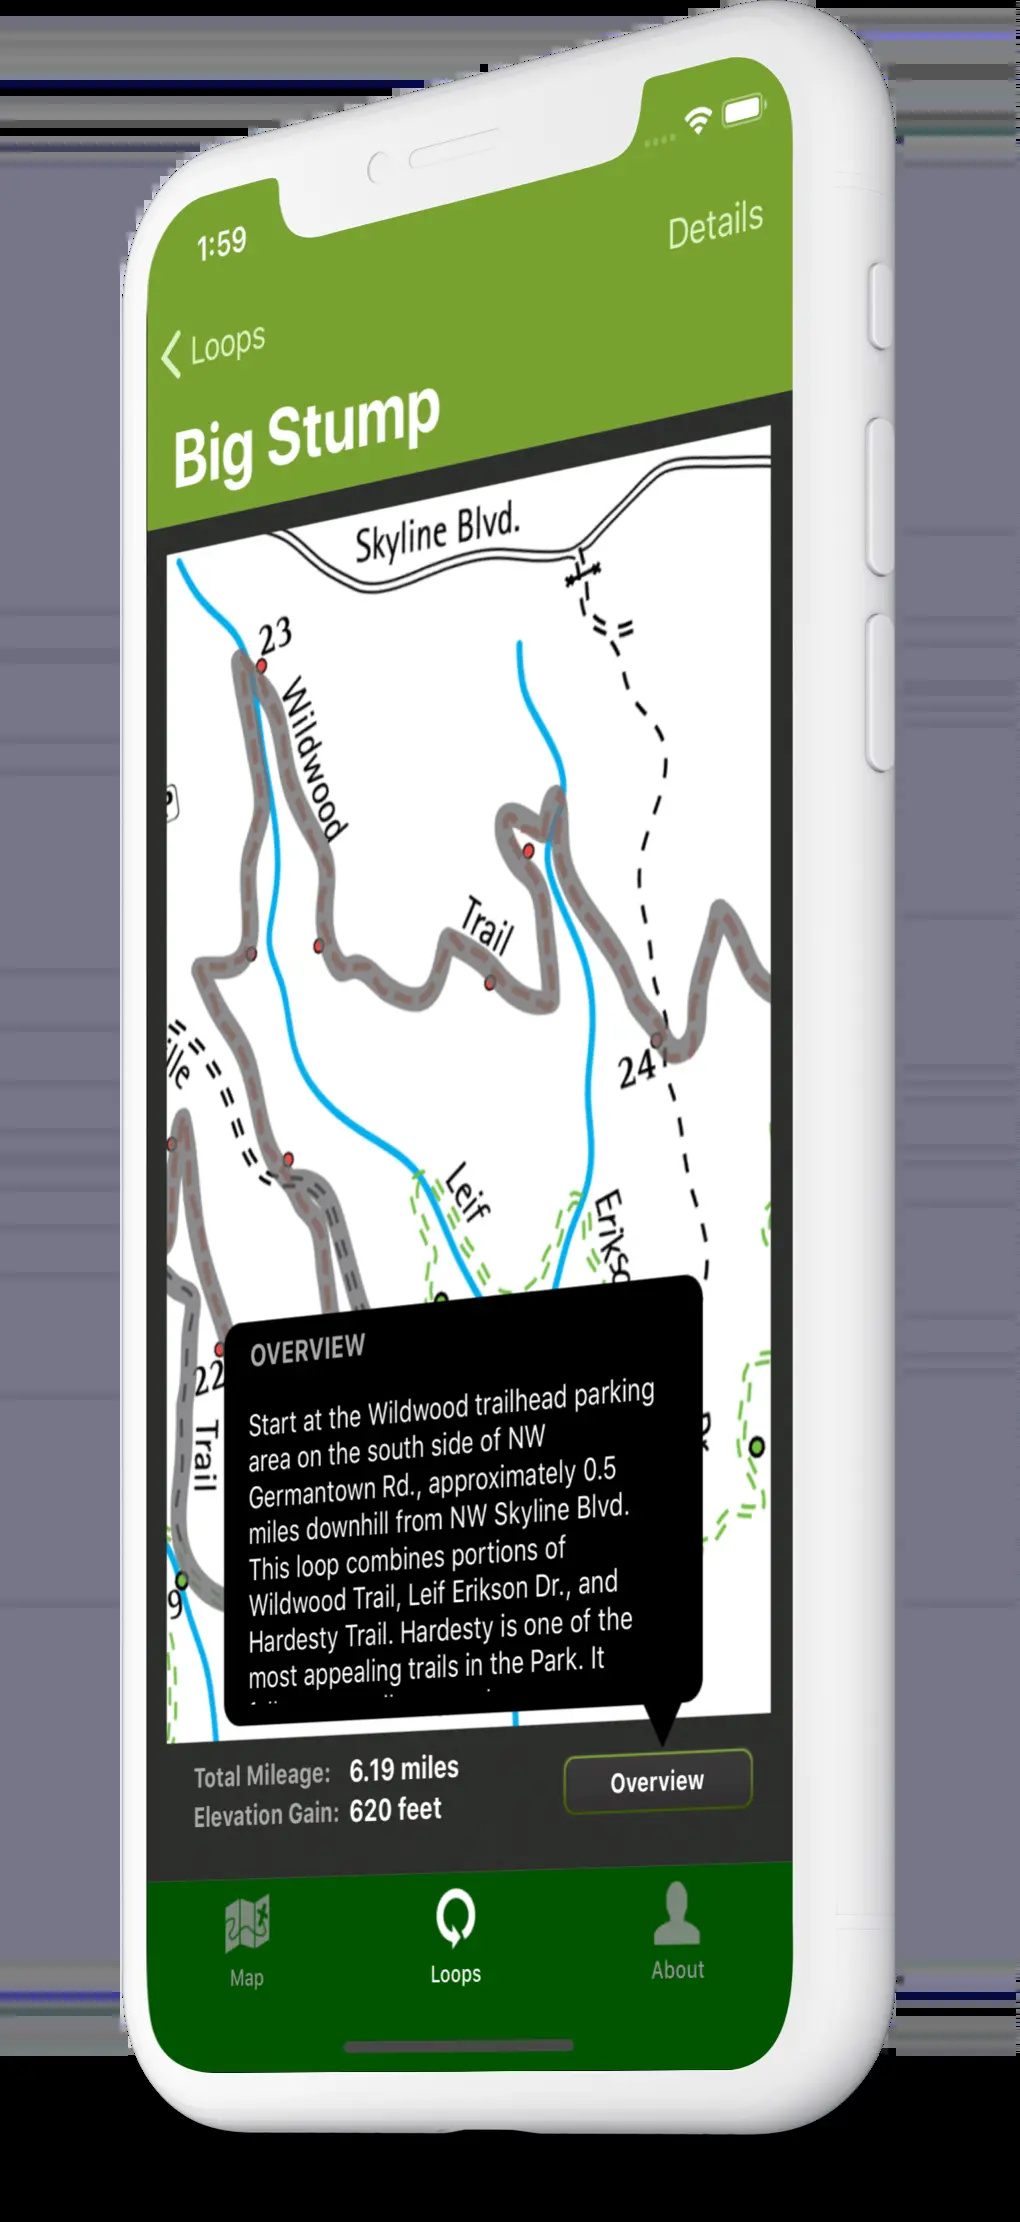 1:59
Details
Loops
Big Stump
Skyline Blvd.
23
Wildwood
Trail
24
Leif
22
Trail
9
OVERVIEW
Start at the Wildwood trailhead parking
area on the south side of NW
Germantown Rd., approximately 0.5
miles downhill from NW Skyline Blvd.
This loop combines portions of
Wildwood Trail, Leif Erikson Dr., and
Hardesty Trail. Hardesty is one of the
most appealing trails in the Park. It
Total Mileage: 6.19 miles
Elevation Gain: 620 feet
Overview
Map
Loops
About